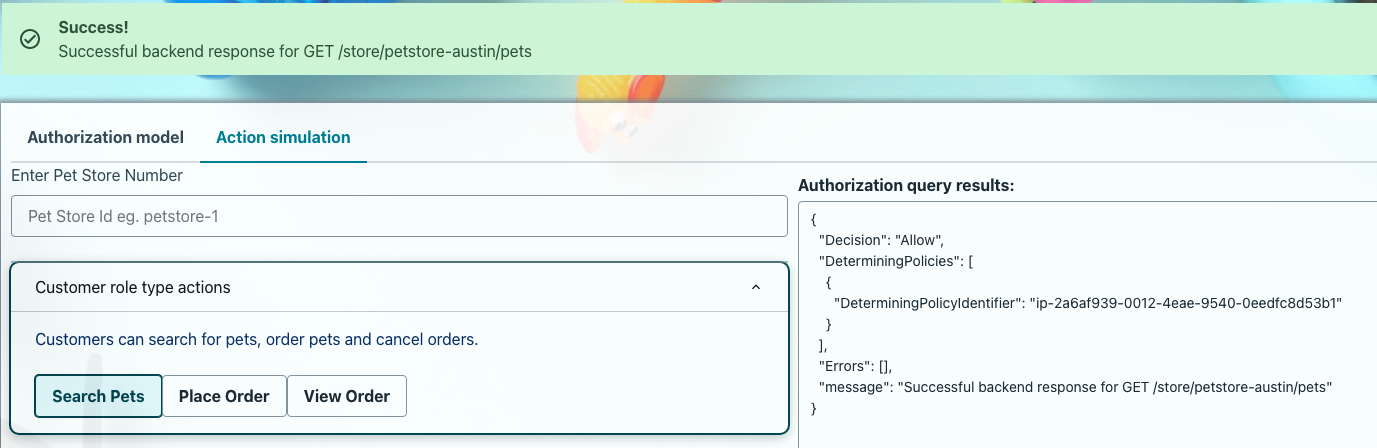 Success!
Successful backend response for GET /store/petstore-austin/pets
Authorization model
Action simulation
Enter Pet Store Number
Pet Store Id eg. petstore-1
Customer role type actions
Customers can search for pets, order pets and cancel orders.
Search Pets
Place Order
View Order
Authorization query results:
{
"Decision": "Allow",
"DeterminingPolicies": [
{
"DeterminingPolicyIdentifier": "ip-2a6af939-0012-4eae-9540-0eedfc8d53b1"
}
],
"Errors": [],
"message": "Successful backend response for GET /store/petstore-austin/pets"
}